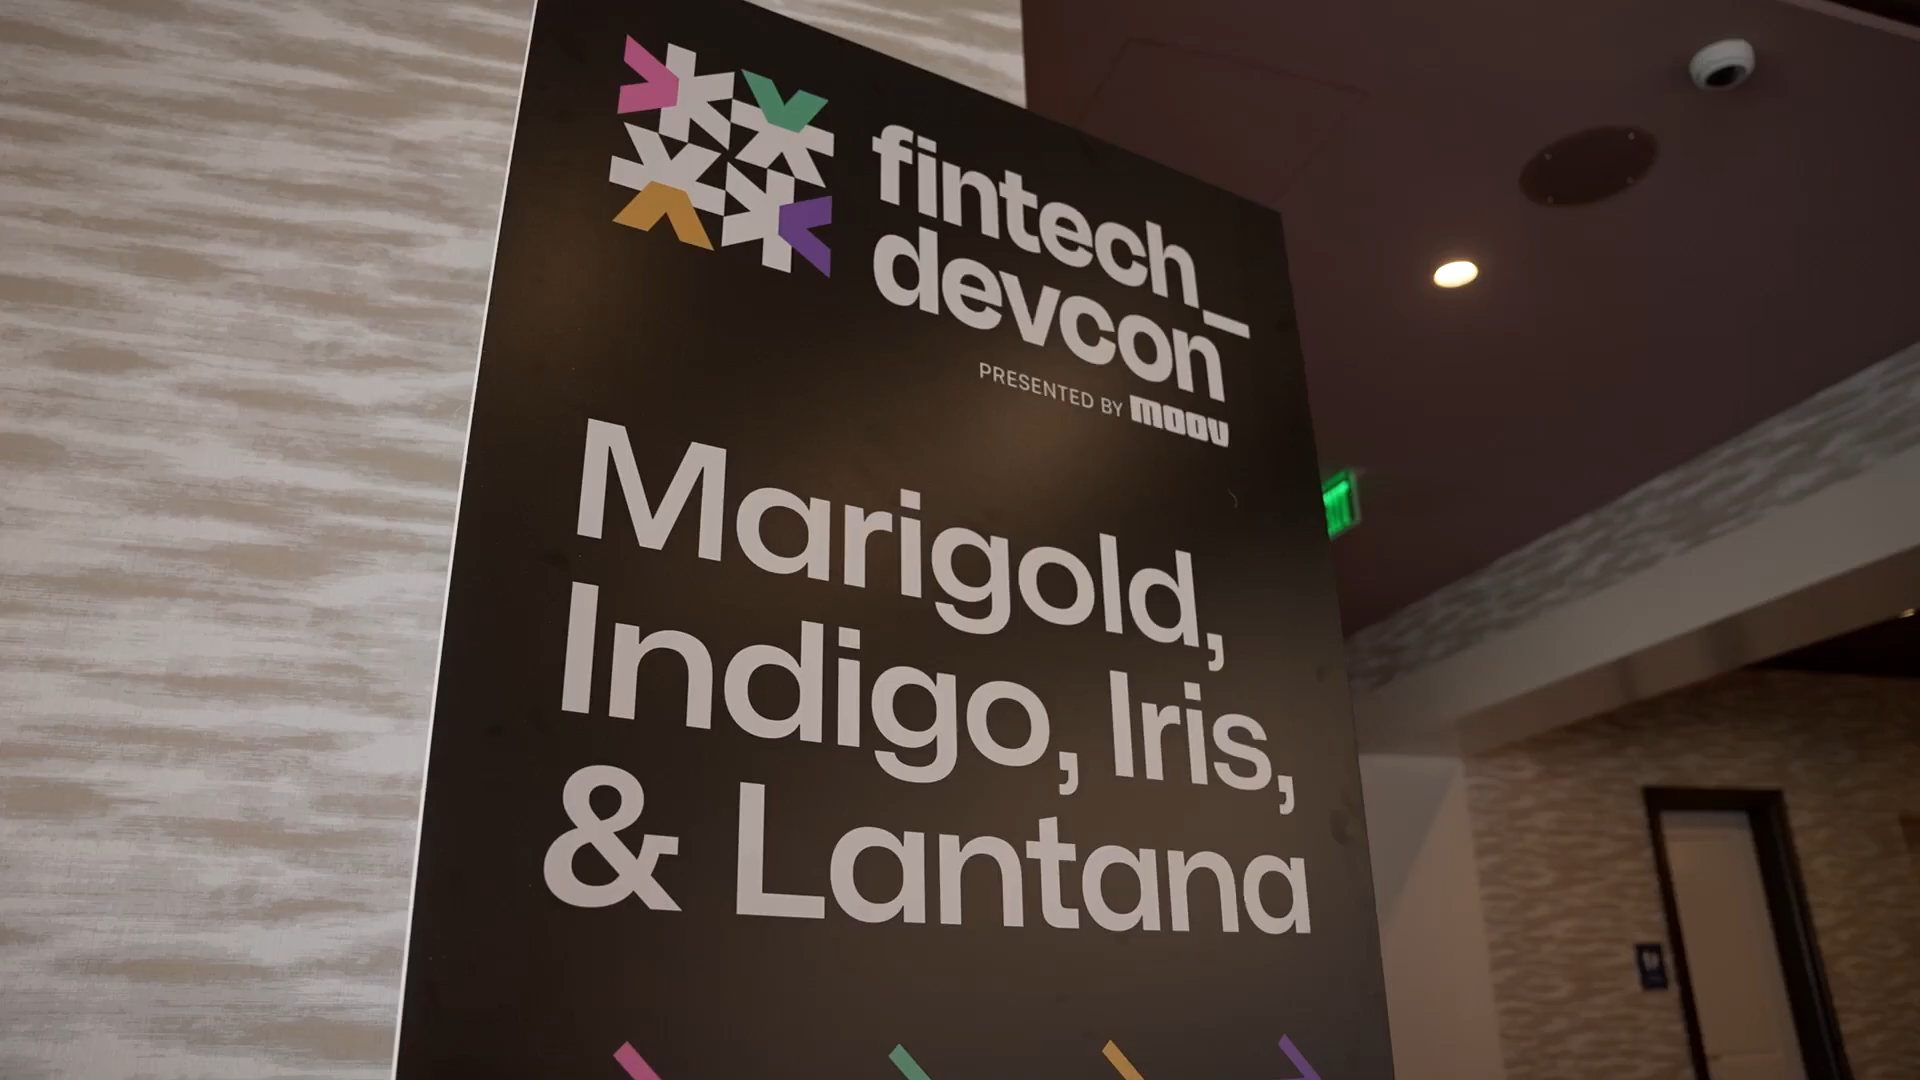 fintech_
devcon
PRESENTED BY moov
Marigold,
Indigo, Iris,
& Lantana